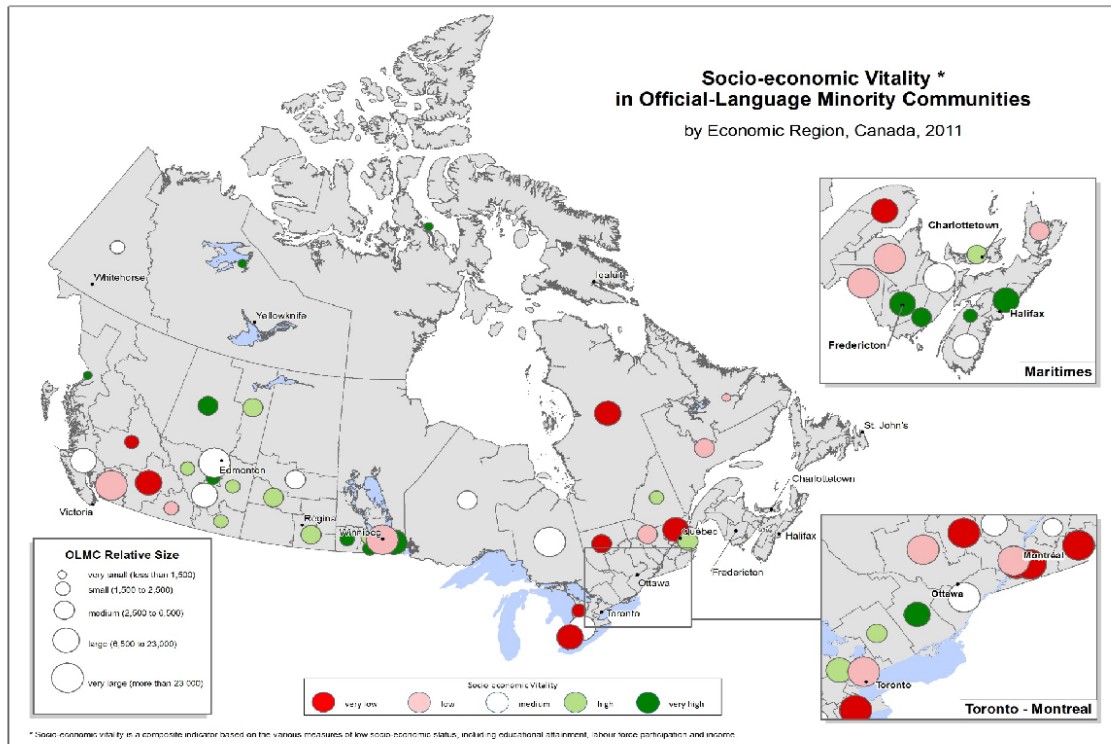 Socio-economic Vitality *
in Official-Language Minority Communities
by Economic Region, Canada, 2011
Charlottetown
Halifax
Fredericton
Maritimes
Whitehorse
Yellowknife
Iqaluit
Edmonton
Victoria
Regina
Winnipeg
St. John's
Charlottetown
Québec
Halifax
Fredericton
Ottawa
Toronto
OLMC Relative Size
very small (less than 1,500)
small (1,500 to 2,500)
medium (2,500 to 6,500)
large (6,500 to 23,000)
very large (more than 23 000)
Socio-economic Vitality
very low
low
medium
high
very high
Montréal
Ottawa
Toronto
Toronto - Montreal
* Socio-economic vitality is a composite indicator based on the various measures of low socio-economic status, including educational attainment, labour force participation and income